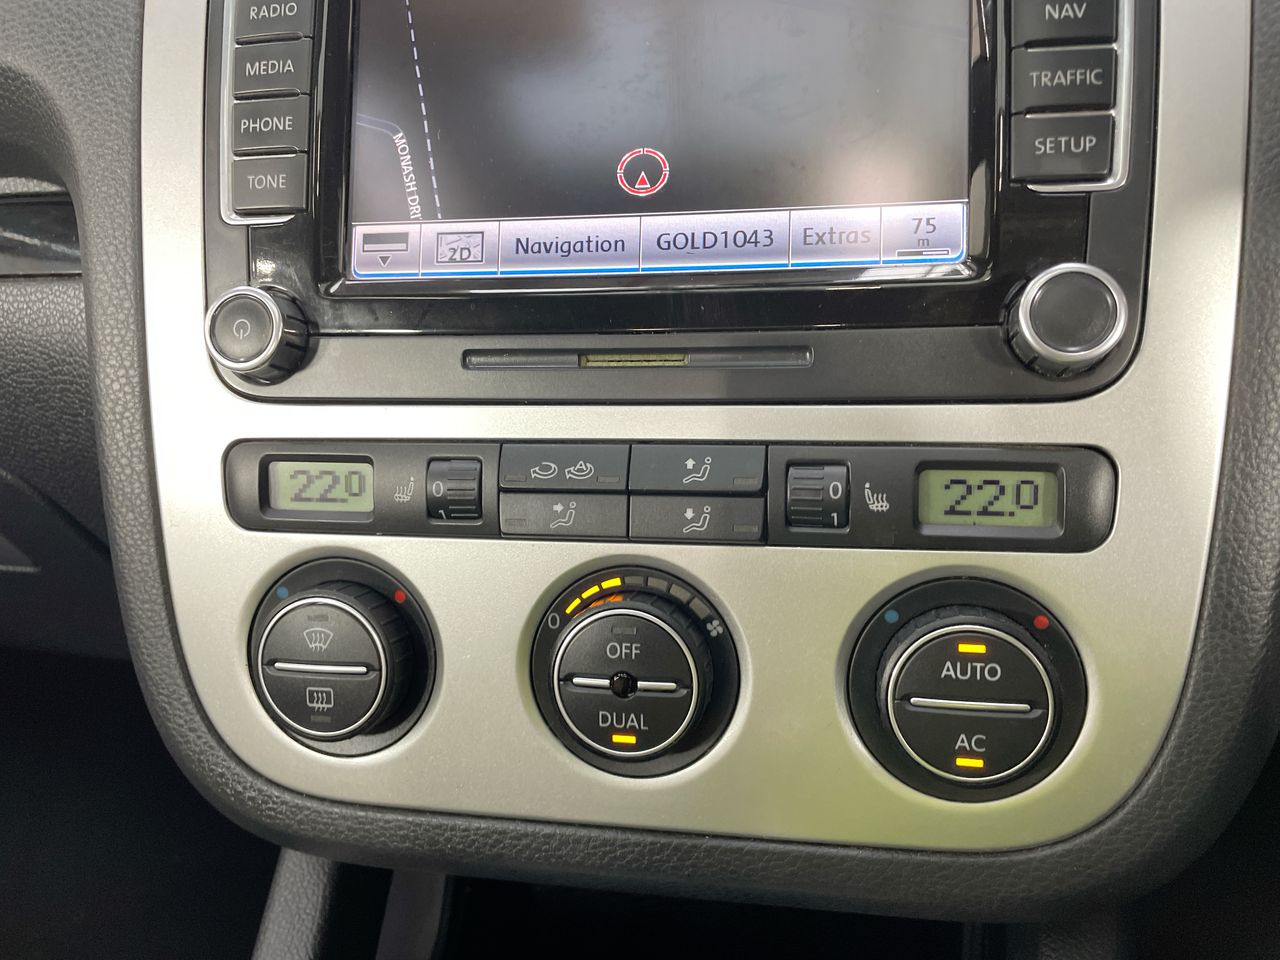 RADIO
NAV
MEDIA
TRAFFIC
PHONE
SETUP
TONE
MONASH DRI
2D
Navigation
GOLD1043
Extras
75
m
22.0
0
1
A
0
1
22.0
0
OFF
DUAL
AUTO
AC